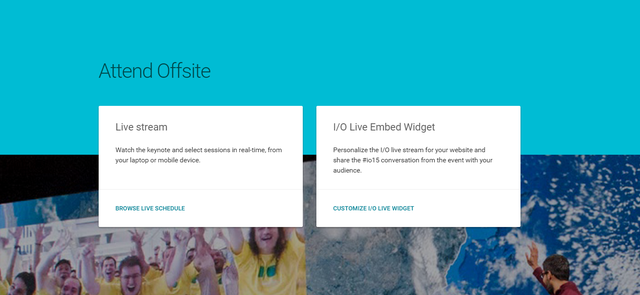 Attend Offsite
Live stream
Watch the keynote and select sessions in real-time, from
your laptop or mobile device.
BROWSE LIVE SCHEDULE
I/O Live Embed Widget
Personalize the I/O live stream for your website and
share the #io15 conversation from the event with your
audience.
CUSTOMIZE I/O LIVE WIDGET